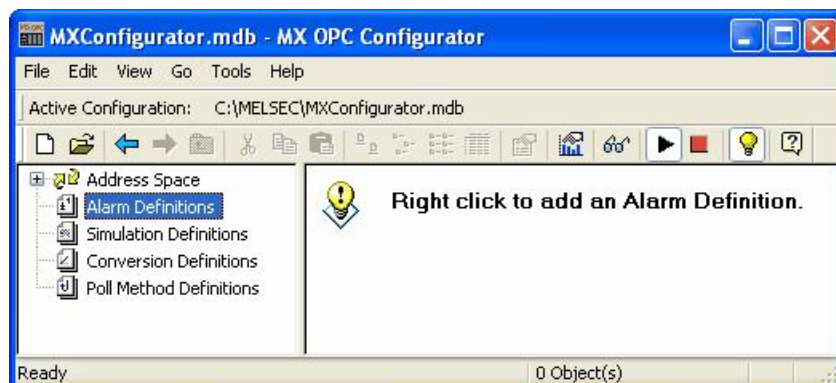 MXConfigurator.mdb - MX OPC Configurator
File Edit View Go Tools Help
Active Configuration: C:\MELSEC\MXConfigurator.mdb
Address Space
Alarm Definitions
Right click to add an Alarm Definition.
Simulation Definitions
Conversion Definitions
Poll Method Definitions
Ready 0 Object(s)